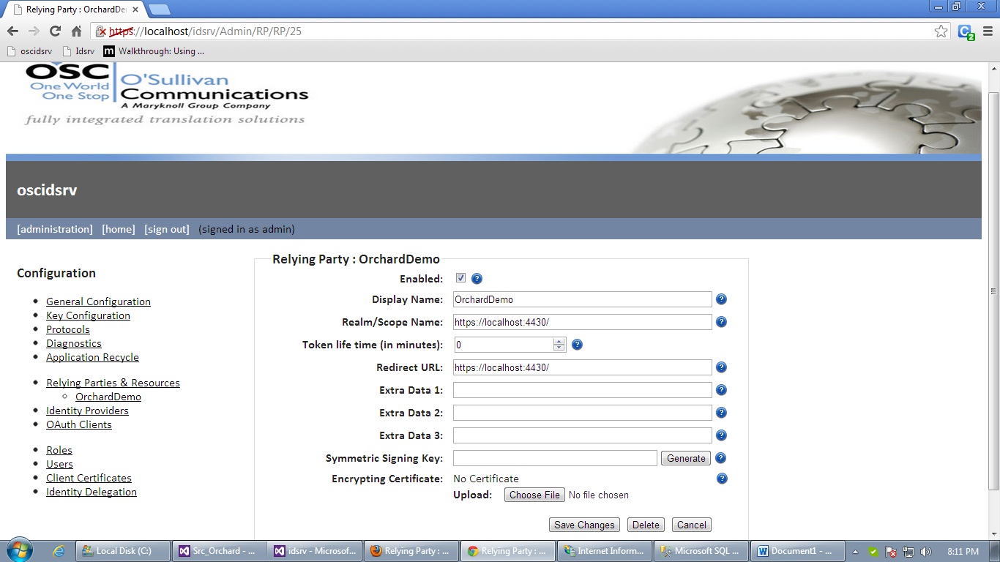 Relying Party : OrchardDem
https://localhost/idsrv/Admin/RP/RP/25
oscidsrv
Idsrv
m
Walkthrough: Using ...
OSC
One World
One Stop
O'Sullivan
Communications
A Maryknoll Group Company
fully integrated translation solutions
oscidsrv
[administration] [home] [sign out] (signed in as admin)
Configuration
General Configuration
Key Configuration
Protocols
Diagnostics
Application Recycle
Relying Parties & Resources
OrchardDemo
Identity Providers
OAuth Clients
Roles
Users
Client Certificates
Identity Delegation
Relying Party : OrchardDemo
Enabled: ?
Display Name: OrchardDemo ?
Realm/Scope Name: https://localhost:4430/ ?
Token life time (in minutes): 0 ?
Redirect URL: https://localhost:4430/ ?
Extra Data 1: ?
Extra Data 2: ?
Extra Data 3: ?
Symmetric Signing Key: Generate ?
Encrypting Certificate: No Certificate ?
Upload: Choose File No file chosen
Save Changes Delete Cancel
Local Disk (C:)
Src_Orchard - ...
idsrv - Microsof...
Relying Party : ...
Relying Party : ...
Internet Inform...
Microsoft SQL ...
Document1 - ...
8:11 PM